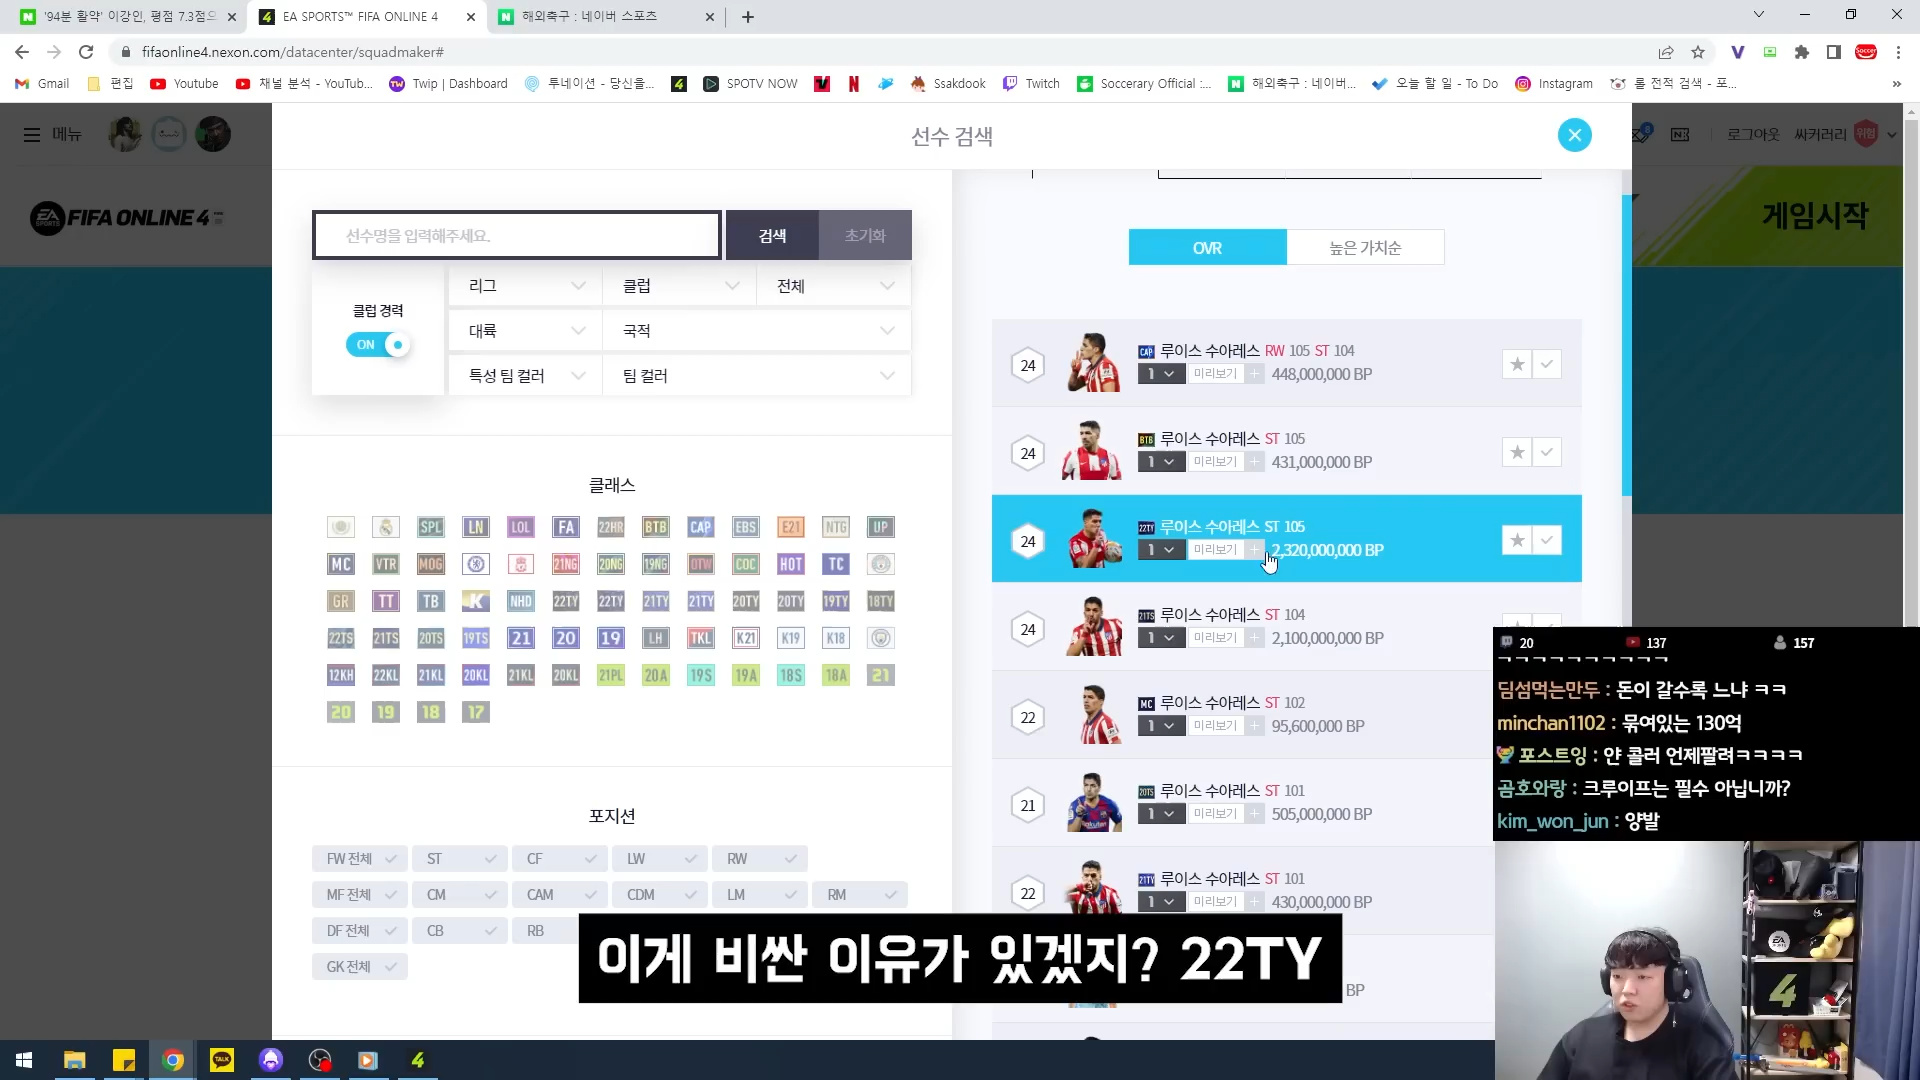 '94분 활약' 이강인, 평점 7.3점으
EA SPORTS™ FIFA ONLINE 4
해외축구 : 네이버 스포츠
fifaonline4.nexon.com/datacenter/squadmaker#
Gmail
편집
Youtube
채널 분석 - YouTub...
Twip | Dashboard
투네이션 - 당신을...
SPOTV NOW
Ssakdook
Twitch
Soccerary Official :...
해외축구 : 네이버...
오늘 할 일 - To Do
Instagram
롤 전적 검색 - 포...
메뉴
선수 검색
로그아웃
싸커러리
위험
EA SPORTS FIFA ONLINE 4
게임시작
선수명을 입력해주세요.
검색
초기화
클럽 경력
ON
리그
클럽
전체
대륙
국적
특성 팀 컬러
팀 컬러
클래스
SPL LN LOL FA 22HR BTB CAP EBS E21 NTG UP
MC VTR MOG 21NG 20NG 19NG OTW COC HOT TC
GR TT TB K NHD 22TY 22TY 21TY 21TY 20TY 20TY 19TY 18TY
22TS 21TS 20TS 19TS 21 20 19 LH TKL K21 K19 K18
12KH 22KL 21KL 20KL 21KL 20KL 21PL 20A 19S 19A 18S 18A 21
20 19 18 17
포지션
FW 전체 ST CF LW RW
MF 전체 CM CAM CDM LM RM
DF 전체 CB RB
GK 전체
OVR
높은 가치순
24 CAP 루이스 수아레스 RW 105 ST 104
1 미리보기 + 448,000,000 BP
24 BTB 루이스 수아레스 ST 105
1 미리보기 + 431,000,000 BP
24 22TY 루이스 수아레스 ST 105
1 미리보기 + 2,320,000,000 BP
24 21TS 루이스 수아레스 ST 104
1 미리보기 + 2,100,000,000 BP
22 MC 루이스 수아레스 ST 102
1 미리보기 + 95,600,000 BP
21 20TS 루이스 수아레스 ST 101
1 미리보기 + 505,000,000 BP
22 21TY 루이스 수아레스 ST 101
1 미리보기 + 430,000,000 BP
BP
20 137 157
ㅋㅋㅋㅋㅋㅋㅋㅋㅋㅋㅋ
딤섬먹는만두 : 돈이 갈수록 느냐 ㅋㅋ
minchan1102 : 묶여있는 130억
포스트잉 : 얀 콜러 언제팔려ㅋㅋㅋㅋ
곰호와랑 : 크루이프는 필수 아닙니까?
kim_won_jun : 양발
이게 비싼 이유가 있겠지? 22TY
TALK
4